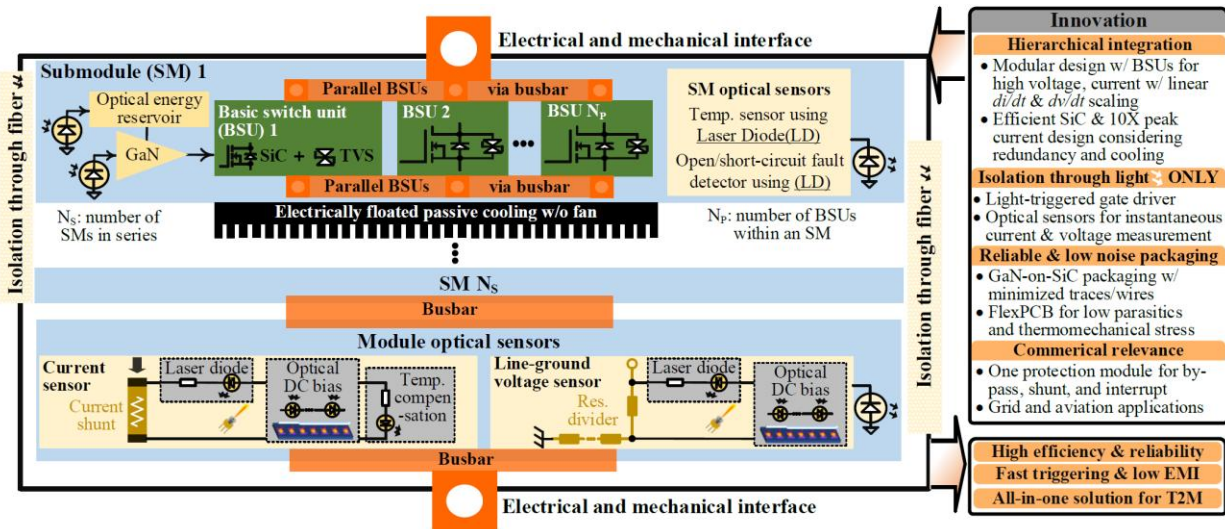 Electrical and mechanical interface
Isolation through fiber
Submodule (SM) 1
Optical energy
reservoir
GaN
Parallel BSUs
via busbar
Basic switch unit
(BSU) 1
SiC + TVS
BSU 2
BSU NP
Parallel BSUs
via busbar
SM optical sensors
Temp. sensor using
Laser Diode(LD)
Open/short-circuit fault
detector using (LD)
NS: number of
SMs in series
Electrically floated passive cooling w/o fan
NP: number of BSUs
within an SM
SM NS
Busbar
Module optical sensors
Current
sensor
Current
shunt
Laser diode
Optical
DC bias
Temp.
compen
-sation
Line-ground
voltage sensor
Res.
divider
Laser diode
Optical
DC bias
Busbar
Electrical and mechanical interface
Isolation through fiber
Innovation
Hierarchical integration
• Modular design w/ BSUs for
high voltage, current w/ linear
di/dt & dv/dt scaling
• Efficient SiC & 10X peak
current design considering
redundancy and cooling
Isolation through light ONLY
• Light-triggered gate driver
• Optical sensors for instantaneous
current & voltage measurement
Reliable & low noise packaging
• GaN-on-SiC packaging w/
minimized traces/wires
• FlexPCB for low parasitics
and thermomechanical stress
Commerical relevance
• One protection module for by-
pass, shunt, and interrupt
• Grid and aviation applications
High efficiency & reliability
Fast triggering & low EMI
All-in-one solution for T2M